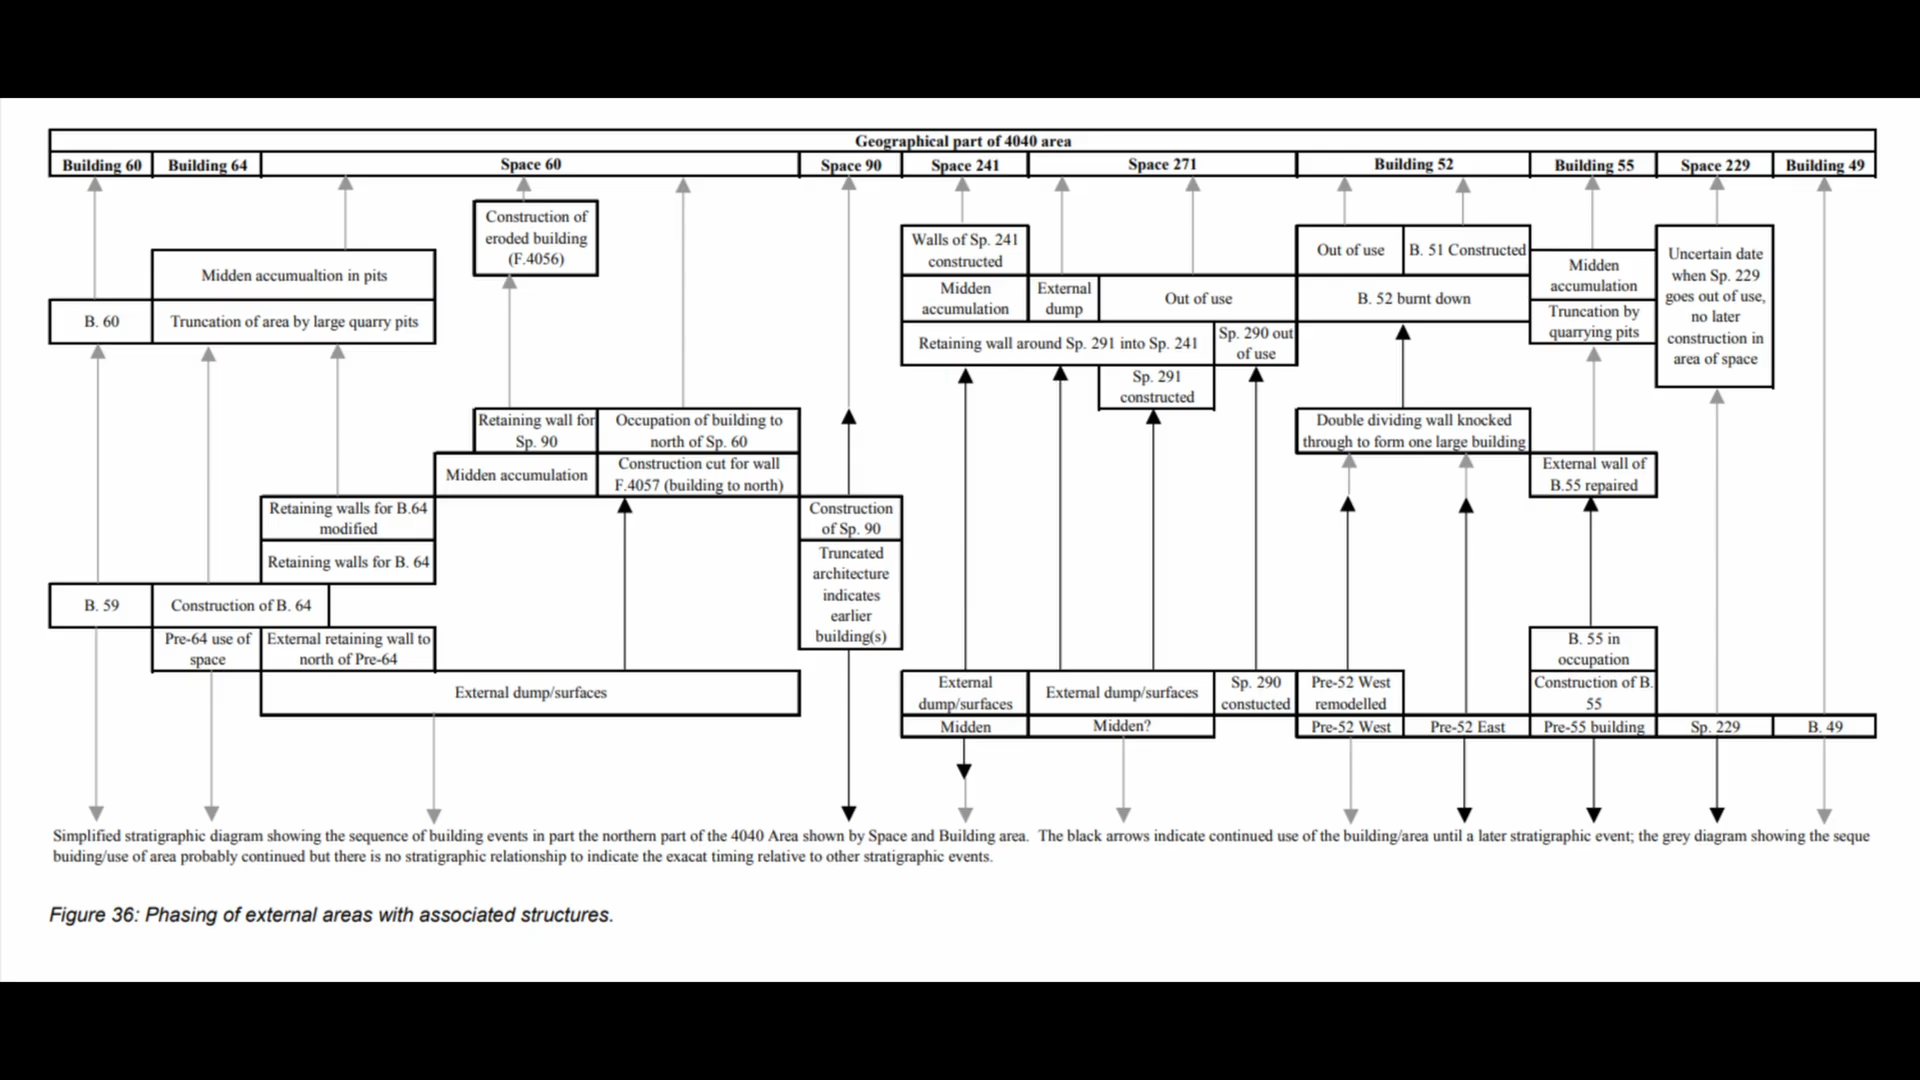 Geographical part of 4040 area
Building 60
Building 64
Space 60
Space 90
Space 241
Space 271
Building 52
Building 55
Space 229
Building 49
Construction of
eroded building
(F.4056)
Walls of Sp. 241
constructed
Out of use
B. 51 Constructed
Uncertain date
when Sp. 229
goes out of use,
no later
construction in
area of space
Midden accumualtion in pits
Midden
accumulation
Midden
accumulation
External
dump
Out of use
B. 52 burnt down
B. 60
Truncation of area by large quarry pits
Truncation by
quarrying pits
Retaining wall around Sp. 291 into Sp. 241
Sp. 290 out
of use
Sp. 291
constructed
Retaining wall for
Sp. 90
Occupation of building to
north of Sp. 60
Double dividing wall knocked
through to form one large building
Midden accumulation
Construction cut for wall
F.4057 (building to north)
External wall of
B.55 repaired
Retaining walls for B.64
modified
Construction
of Sp. 90
Retaining walls for B. 64
Truncated
architecture
indicates
earlier
building(s)
B. 59
Construction of B. 64
Pre-64 use of
space
External retaining wall to
north of Pre-64
B. 55 in
occupation
External dump/surfaces
External
dump/surfaces
External dump/surfaces
Sp. 290
constucted
Pre-52 West
remodelled
Construction of B.
55
Midden
Midden?
Pre-52 West
Pre-52 East
Pre-55 building
Sp. 229
B. 49
Simplified stratigraphic diagram showing the sequence of building events in part the northern part of the 4040 Area shown by Space and Building area.  The black arrows indicate continued use of the building/area until a later stratigraphic event; the grey diagram showing the seque
buiding/use of area probably continued but there is no stratigraphic relationship to indicate the exacat timing relative to other stratigraphic events.
Figure 36: Phasing of external areas with associated structures.